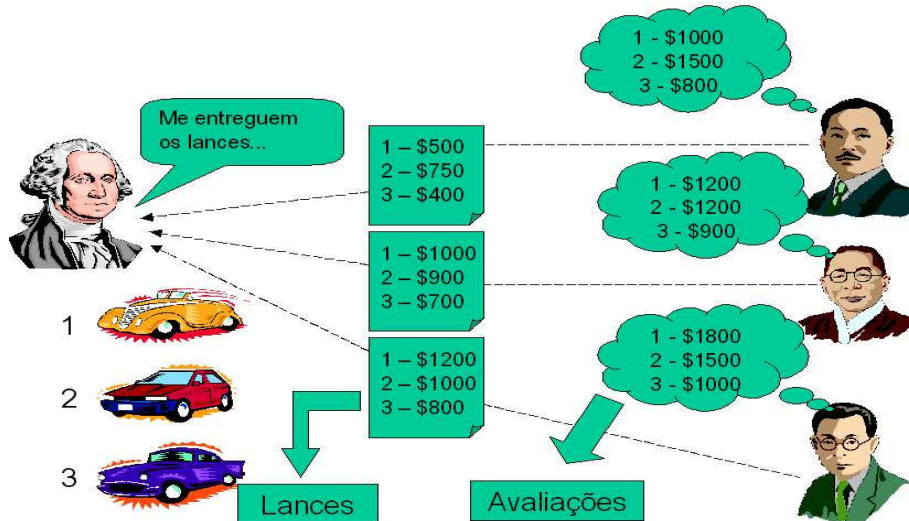 1 - $1000
2 - $1500
3 - $800
Me entreguem
os lances...
1 – $500
2 – $750
3 – $400
1 - $1200
2 - $1200
3 - $900
1 – $1000
2 – $900
3 – $700
1 - $1800
2 - $1500
3 - $1000
1 – $1200
2 – $1000
3 – $800
1
2
3
Lances
Avaliações